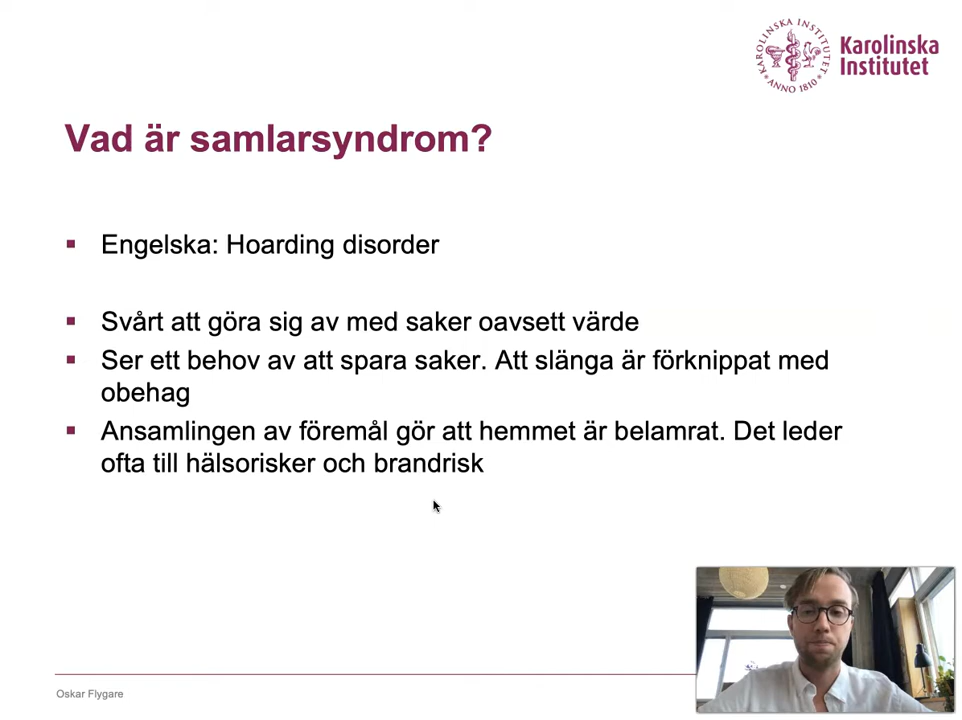 KAROLINSKA INSTITUTET
ANNO 1810
Karolinska
Institutet
Vad är samlarsyndrom?
Engelska: Hoarding disorder
Svårt att göra sig av med saker oavsett värde
Ser ett behov av att spara saker. Att slänga är förknippat med
obehag
Ansamlingen av föremål gör att hemmet är belamrat. Det leder
ofta till hälsorisker och brandrisk
Oskar Flygare